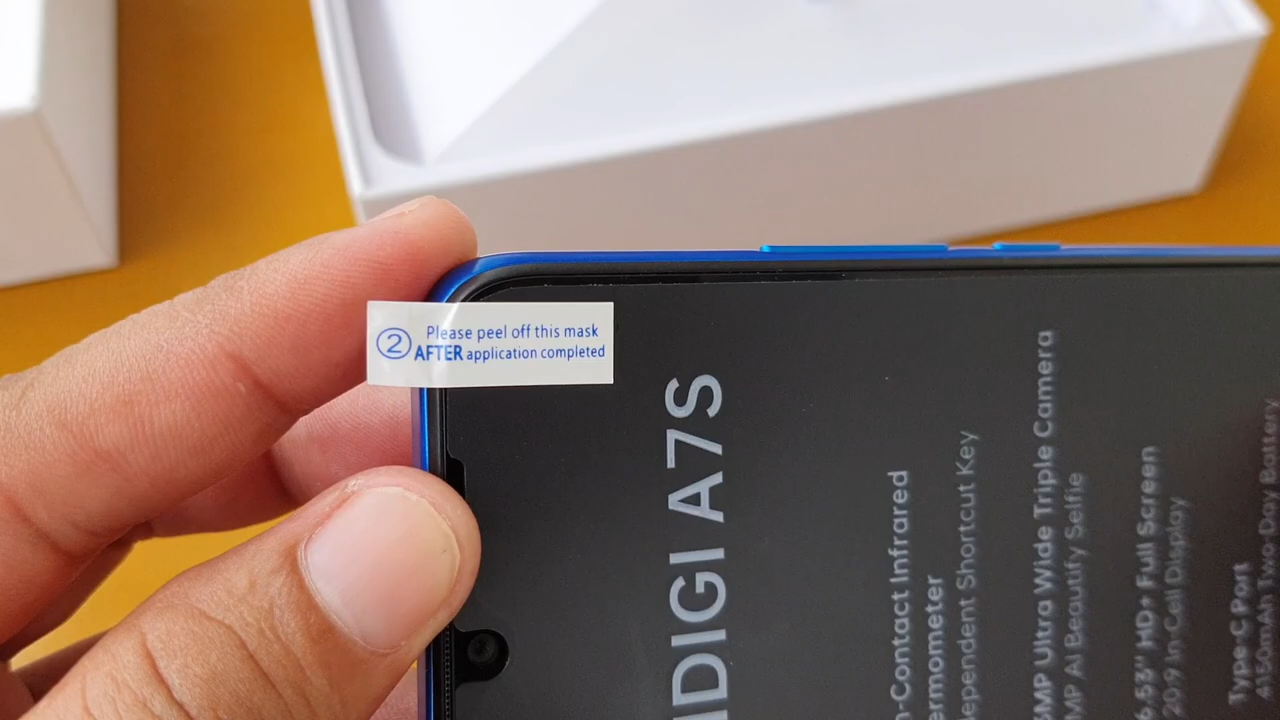 ② Please peel off this mask
AFTER application completed
IDIGI A7S
n-Contact Infrared
ermometer
dependent Shortcut Key
MP Ultra Wide Triple Camera
MP AI Beautify Selfie
6.53" HD+ Full Screen
20:9 In-Cell Display
Type-C Port
4150mAh Two-Day Battery